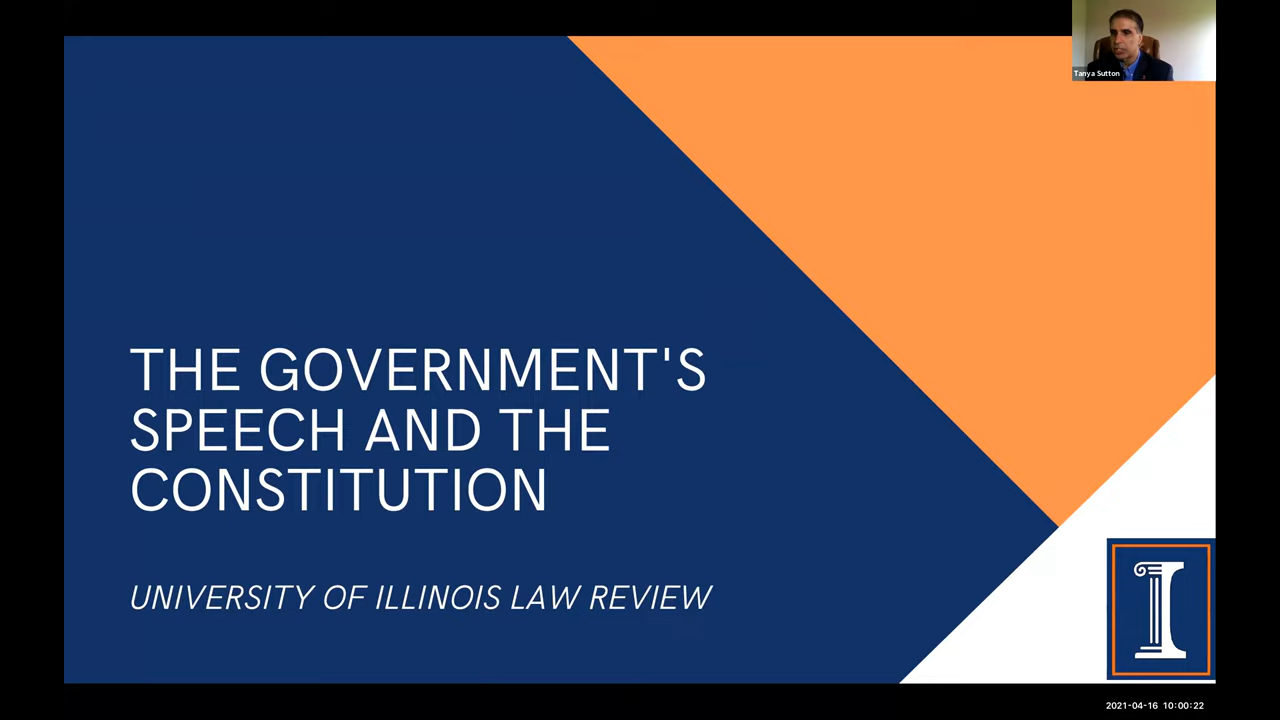 Tanya Sutton
THE GOVERNMENT'S
SPEECH AND THE
CONSTITUTION
UNIVERSITY OF ILLINOIS LAW REVIEW
I
2021-04-16 10:00:22